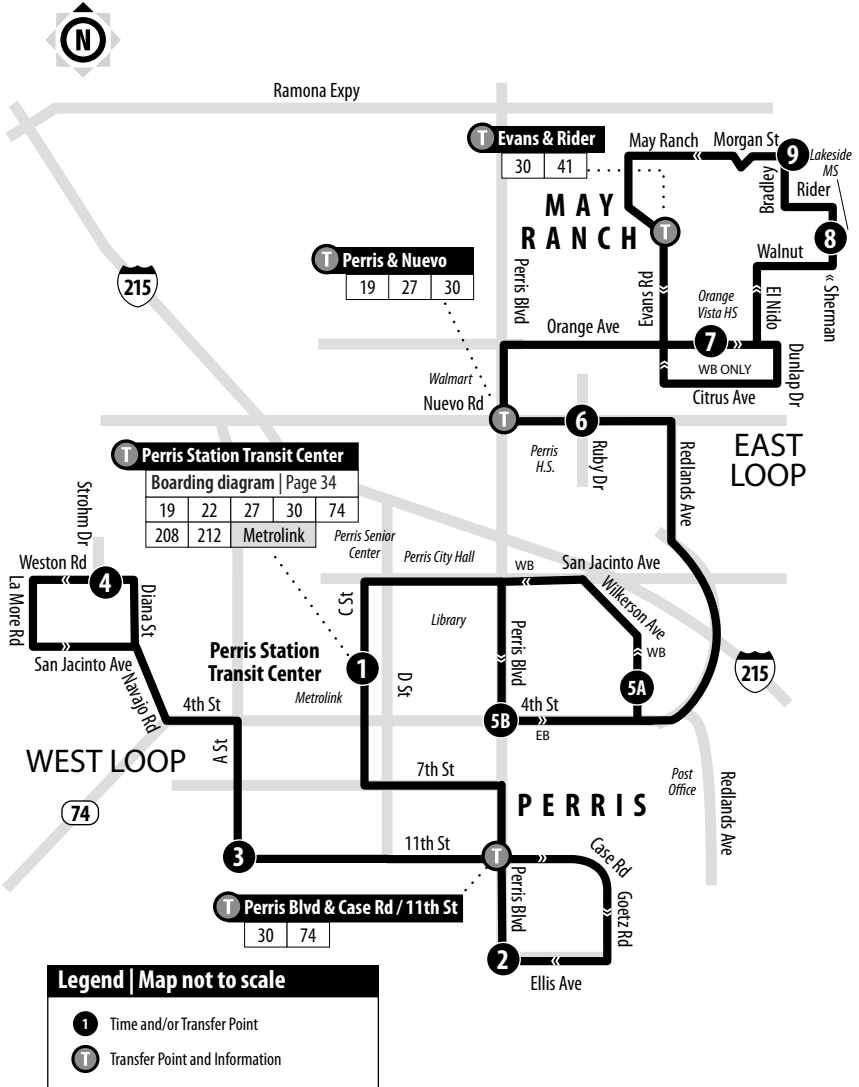 N
Ramona Expy
T Evans & Rider
30 41
May Ranch
Morgan St
9
Lakeside
MS
Bradley
Rider
MAY
RANCH
T
8
Walnut
T Perris & Nuevo
19 27 30
215
Perris Blvd
Evans Rd
Orange
Vista HS
El Nido
« Sherman
Orange Ave
7
WB ONLY
Dunlap Dr
Citrus Ave
Walmart
Nuevo Rd
T
6
Perris
H.S.
Ruby Dr
Redlands Ave
EAST
LOOP
T Perris Station Transit Center
Boarding diagram | Page 34
19 22 27 30 74
208 212 Metrolink
Strohm Dr
Perris Senior
Center
Perris City Hall
WB
San Jacinto Ave
Weston Rd
4
La More Rd
Diana St
C St
Wilkerson Ave
Library
Perris Blvd
WB
San Jacinto Ave
Perris Station
Transit Center
1
Metrolink
D St
215
Navajo Rd
4th St
5A
5B
4th St
EB
WEST LOOP
A St
7th St
Post
Office
Redlands Ave
74
PERRIS
3
11th St
T
Case Rd
T Perris Blvd & Case Rd / 11th St
30 74
Perris Blvd
Goetz Rd
2
Ellis Ave
Legend | Map not to scale
1 Time and/or Transfer Point
T Transfer Point and Information